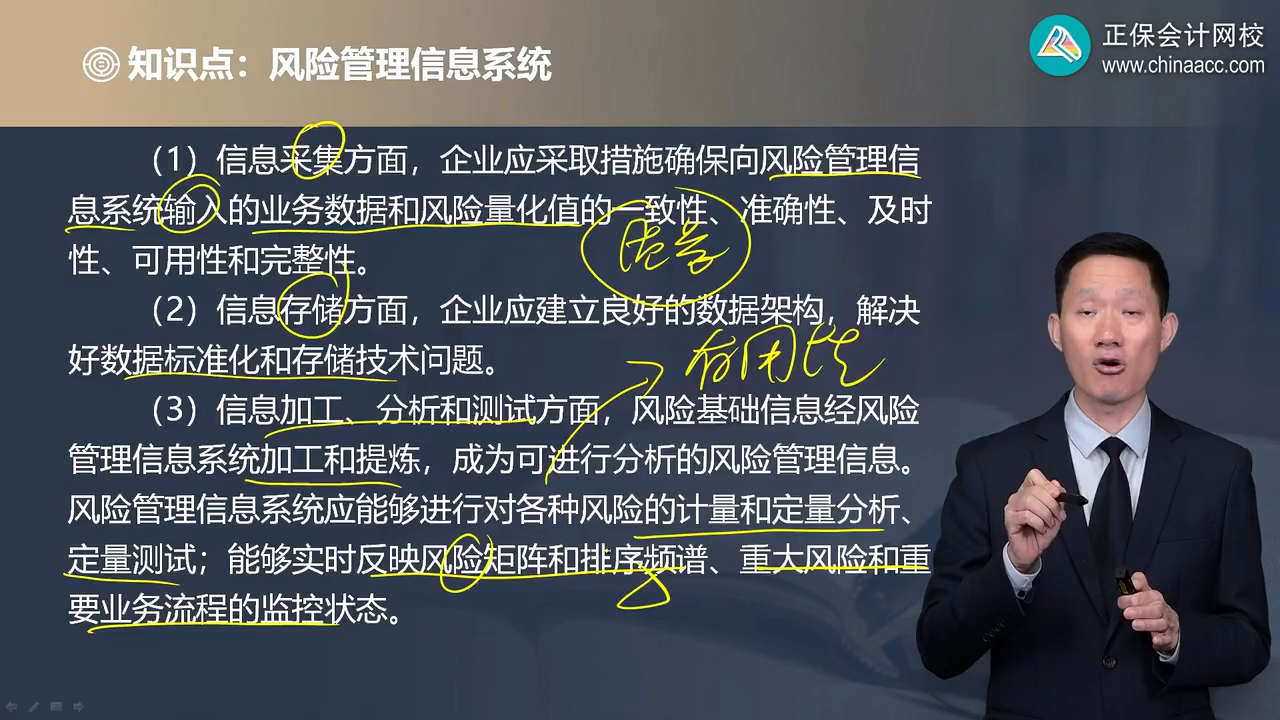 知识点：风险管理信息系统
正保会计网校
www.chinaacc.com
（1）信息采集方面，企业应采取措施确保向风险管理信
息系统输入的业务数据和风险量化值的一致性、准确性、及时
性、可用性和完整性。
（2）信息存储方面，企业应建立良好的数据架构，解决
好数据标准化和存储技术问题。
有用性
（3）信息加工、分析和测试方面，风险基础信息经风险
管理信息系统加工和提炼，成为可进行分析的风险管理信息。
风险管理信息系统应能够进行对各种风险的计量和定量分析、
定量测试；能够实时反映风险矩阵和排序频谱、重大风险和重
要业务流程的监控状态。